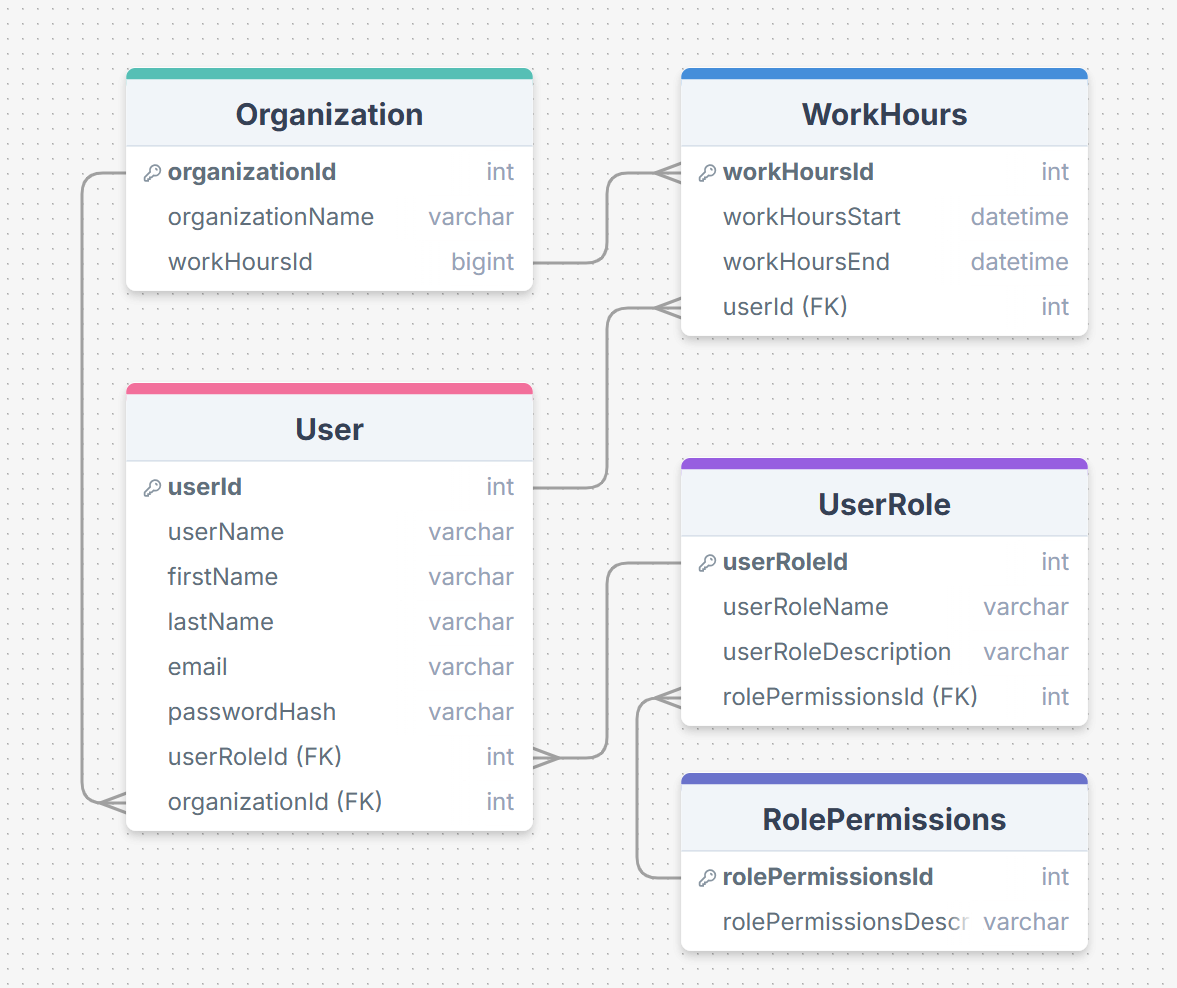 Organization
organizationId int
organizationName varchar
workHoursId bigint
WorkHours
workHoursId int
workHoursStart datetime
workHoursEnd datetime
userId (FK) int
User
userId int
userName varchar
firstName varchar
lastName varchar
email varchar
passwordHash varchar
userRoleId (FK) int
organizationId (FK) int
UserRole
userRoleId int
userRoleName varchar
userRoleDescription varchar
rolePermissionsId (FK) int
RolePermissions
rolePermissionsId int
rolePermissionsDescr varchar